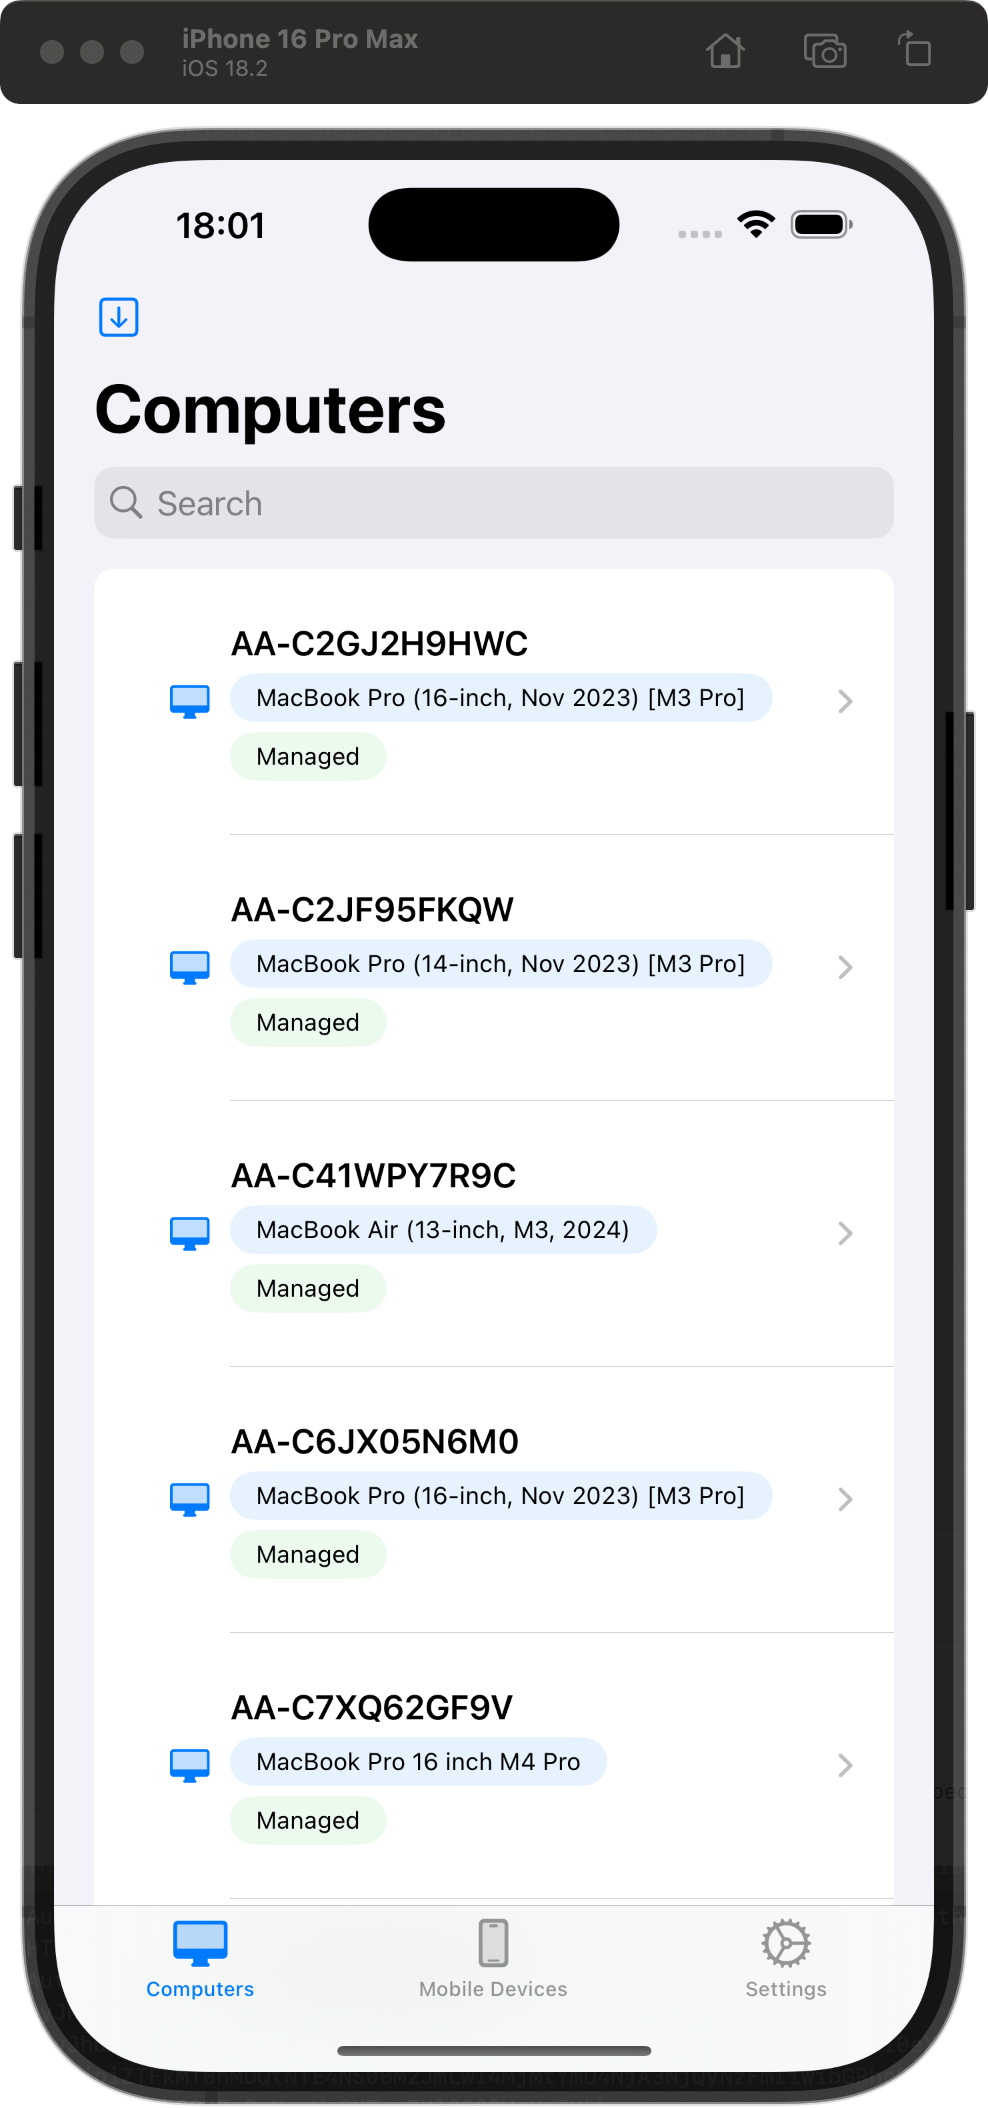 iPhone 16 Pro Max
iOS 18.2
18:01
Computers
Search
AA-C2GJ2H9HWC
MacBook Pro (16-inch, Nov 2023) [M3 Pro]
Managed
AA-C2JF95FKQW
MacBook Pro (14-inch, Nov 2023) [M3 Pro]
Managed
AA-C41WPY7R9C
MacBook Air (13-inch, M3, 2024)
Managed
AA-C6JX05N6M0
MacBook Pro (16-inch, Nov 2023) [M3 Pro]
Managed
AA-C7XQ62GF9V
MacBook Pro 16 inch M4 Pro
Managed
Computers
Mobile Devices
Settings